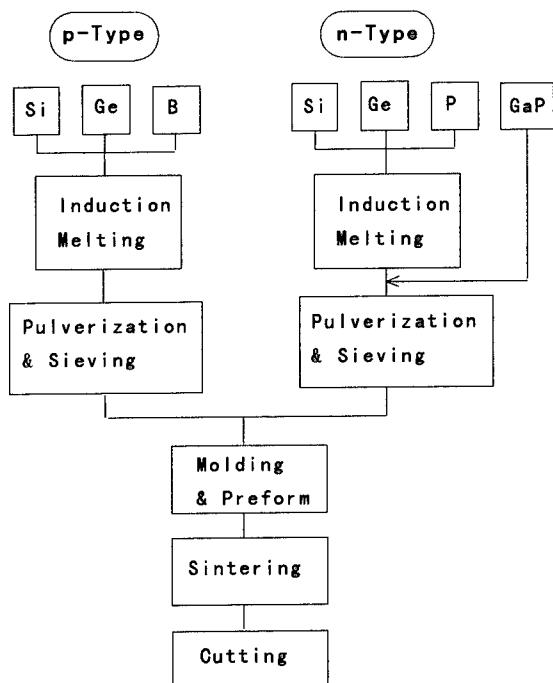 p-Type
n-Type
Si
Ge
B
Si
Ge
P
GaP
Induction
Melting
Induction
Melting
Pulverization
& Sieving
Pulverization
& Sieving
Molding
& Preform
Sintering
Cutting